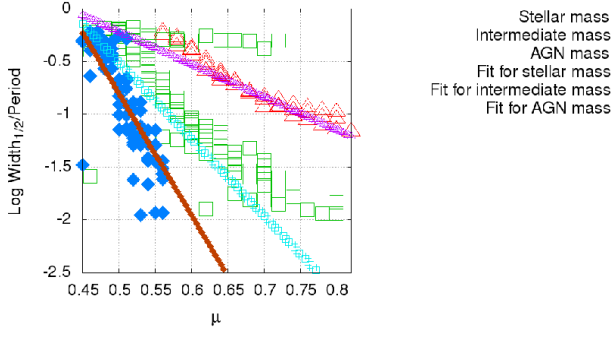 0
-0.5
-1
-1.5
-2
-2.5
0.45 0.5 0.55 0.6 0.65 0.7 0.75 0.8
Log Width1/2/Period
μ
Stellar mass
Intermediate mass
AGN mass
Fit for stellar mass
Fit for intermediate mass
Fit for AGN mass